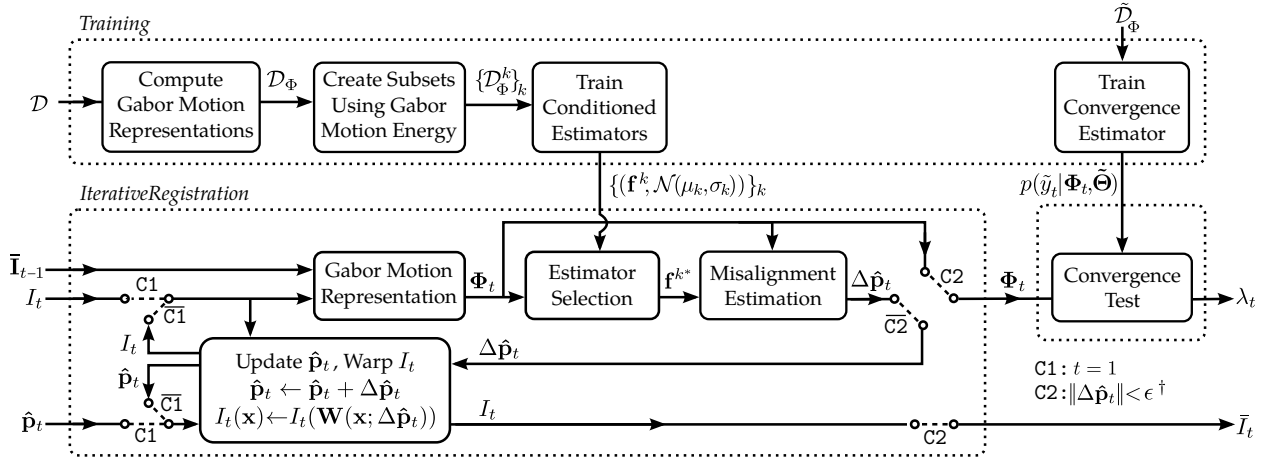 Training
𝒟̃_Φ
𝒟
Compute
Gabor Motion
Representations
𝒟_Φ
Create Subsets
Using Gabor
Motion Energy
{𝒟_Φ^k}_k
Train
Conditioned
Estimators
Train
Convergence
Estimator
{(f^k, 𝒩(μ_k,σ_k))}_k
p(ỹ_t|Φ_t,Θ̃)
IterativeRegistration
Ī_{t-1}
I_t
C1
C1̅
Gabor Motion
Representation
Φ_t
Estimator
Selection
f^{k*}
Misalignment
Estimation
Δp̂_t
C2
C2̅
Φ_t
Convergence
Test
λ_t
I_t
p̂_t
Update p̂_t, Warp I_t
p̂_t ← p̂_t + Δp̂_t
I_t(x)←I_t(W(x; Δp̂_t))
Δp̂_t
C1: t = 1
C2:‖Δp̂_t‖<ϵ †
p̂_t
C1̅
C1
I_t
C2
Ī_t